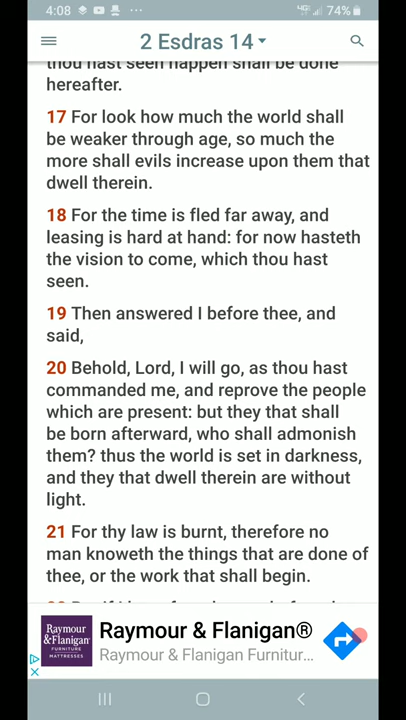 4:08 74%
2 Esdras 14
thou hast seen happen shall be done
hereafter.
17 For look how much the world shall
be weaker through age, so much the
more shall evils increase upon them that
dwell therein.
18 For the time is fled far away, and
leasing is hard at hand: for now hasteth
the vision to come, which thou hast
seen.
19 Then answered I before thee, and
said,
20 Behold, Lord, I will go, as thou hast
commanded me, and reprove the people
which are present: but they that shall
be born afterward, who shall admonish
them? thus the world is set in darkness,
and they that dwell therein are without
light.
21 For thy law is burnt, therefore no
man knoweth the things that are done of
thee, or the work that shall begin.
Raymour & Flanigan®
Raymour & Flanigan Furnitur...
Raymour
& Flanigan
FURNITURE
MATTRESSES